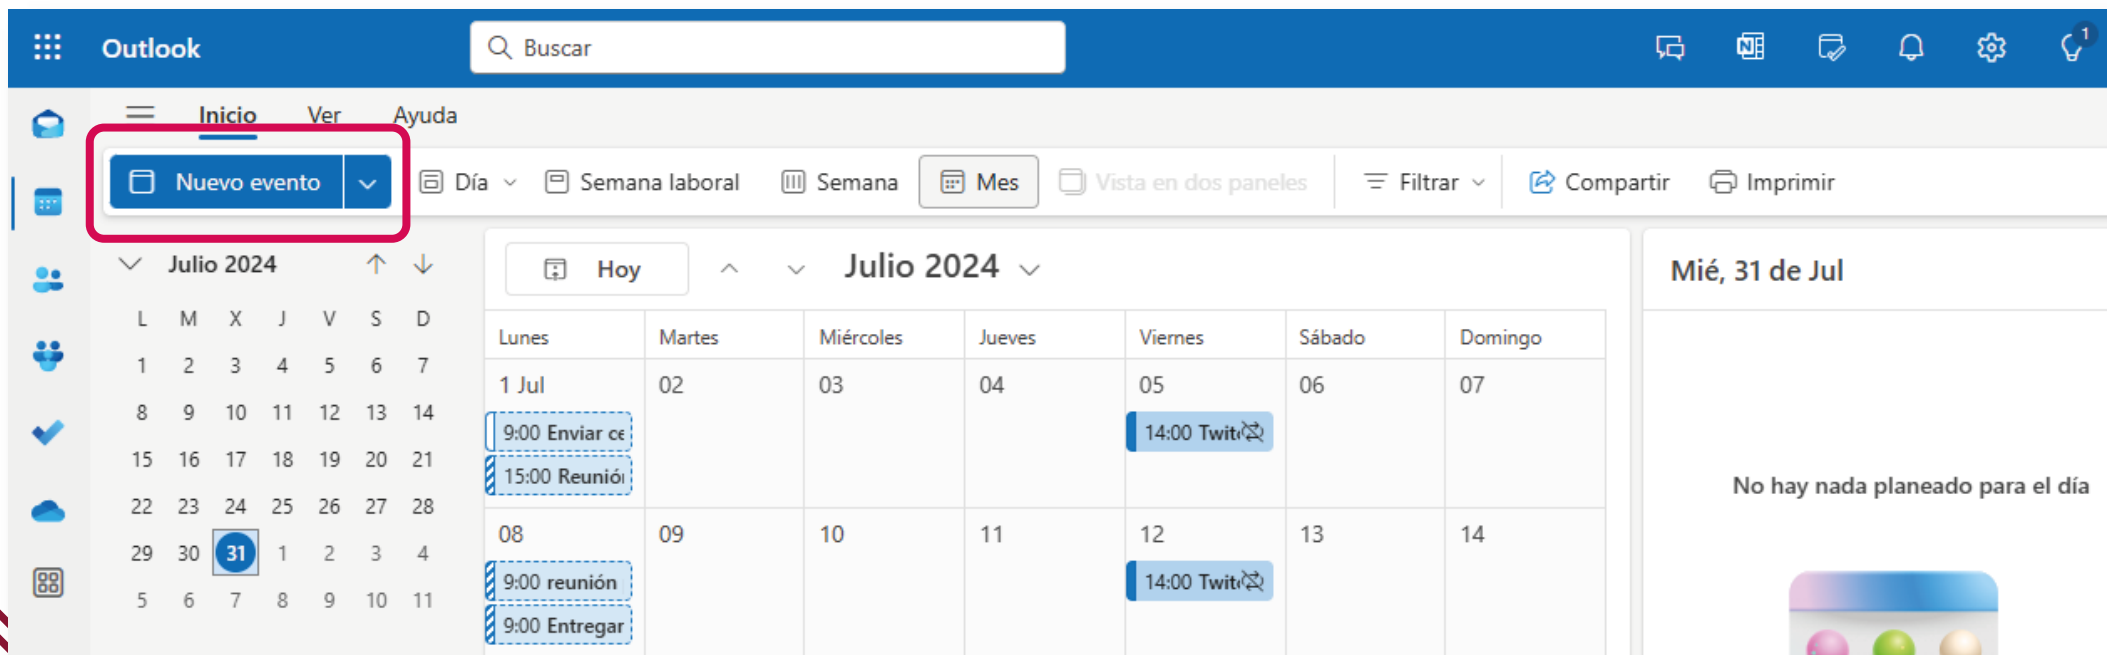 Outlook
Buscar
1
Inicio Ver Ayuda
Nuevo evento Día Semana laboral Semana Mes Vista en dos paneles Filtrar Compartir Imprimir
Julio 2024
L M X J V S D
1 2 3 4 5 6 7
8 9 10 11 12 13 14
15 16 17 18 19 20 21
22 23 24 25 26 27 28
29 30 31 1 2 3 4
5 6 7 8 9 10 11
Hoy Julio 2024
Lunes Martes Miércoles Jueves Viernes Sábado Domingo
1 Jul 02 03 04 05 06 07
9:00 Enviar ce 14:00 Twit
15:00 Reunión
08 09 10 11 12 13 14
9:00 reunión 14:00 Twit
9:00 Entregar
Mié, 31 de Jul
No hay nada planeado para el día